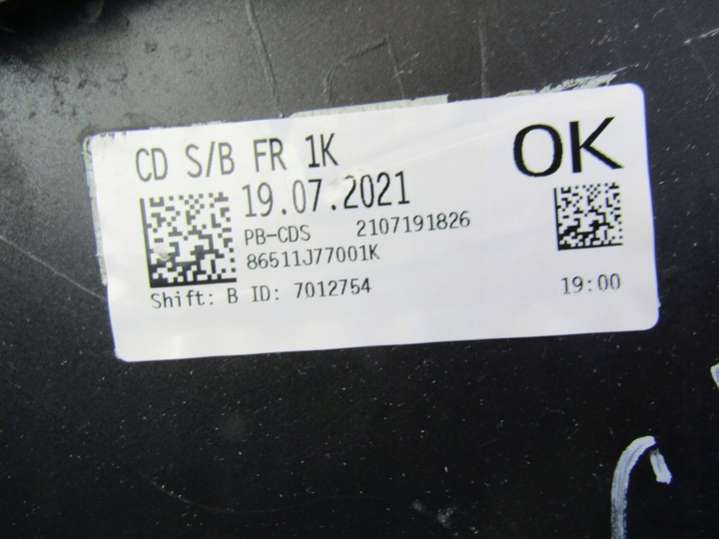 CD S/B FR 1K
OK
19.07.2021
PB-CDS 2107191826
86511J77001K
Shift: B ID: 7012754
19:00